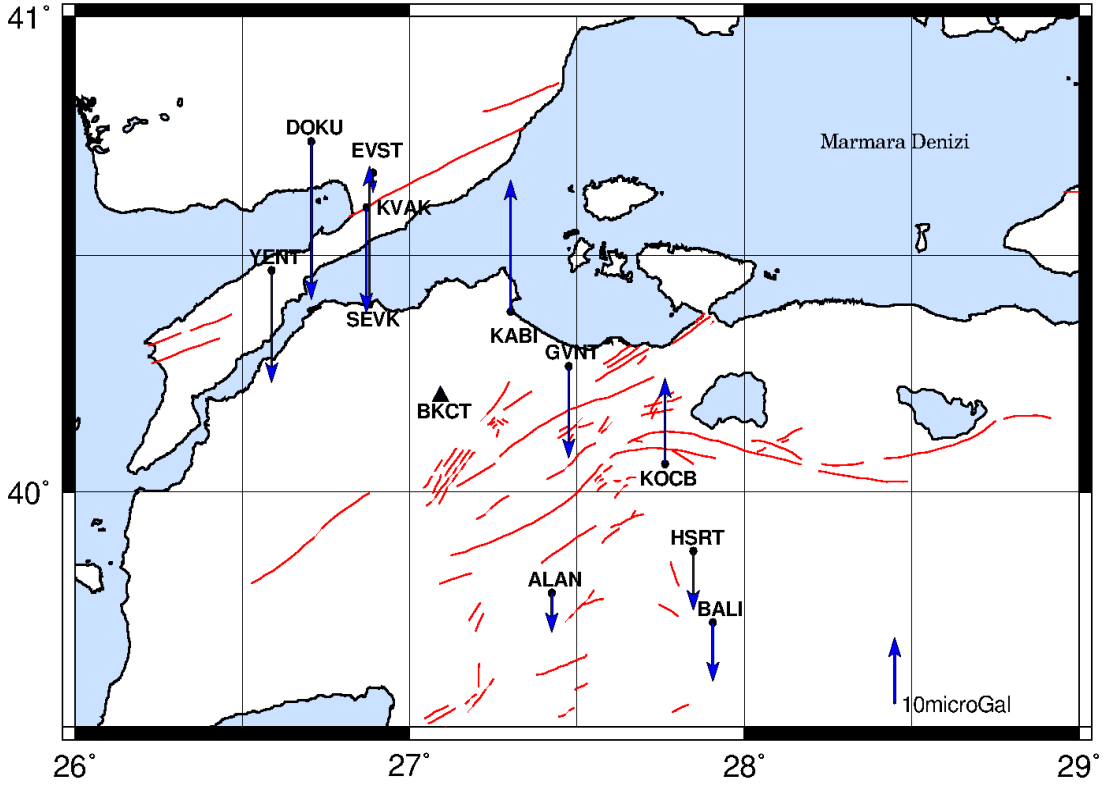 41°
DOKU
EVST
Marmara Denizi
KVAK
YENT
SEVK
KABI
GVNT
BKCT
KOCB
40°
HSRT
ALAN
BALI
10microGal
26°
27°
28°
29°